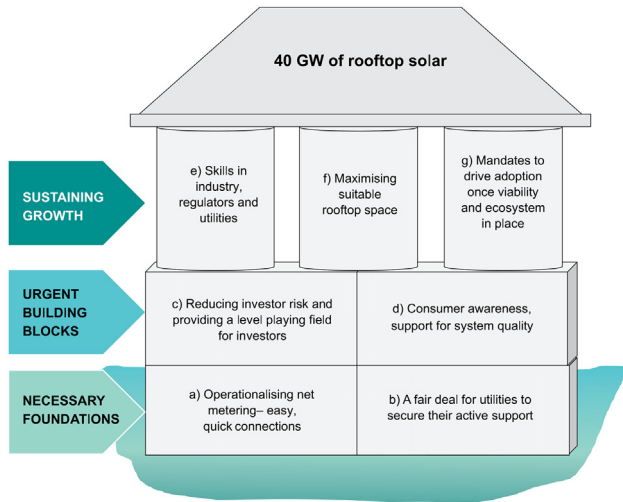 40 GW of rooftop solar
SUSTAINING
GROWTH
e) Skills in
industry,
regulators and
utilities
f) Maximising
suitable
rooftop space
g) Mandates to
drive adoption
once viability
and ecosystem
in place
URGENT
BUILDING
BLOCKS
c) Reducing investor risk and
providing a level playing field
for investors
d) Consumer awareness,
support for system quality
NECESSARY
FOUNDATIONS
a) Operationalising net
metering– easy,
quick connections
b) A fair deal for utilities to
secure their active support